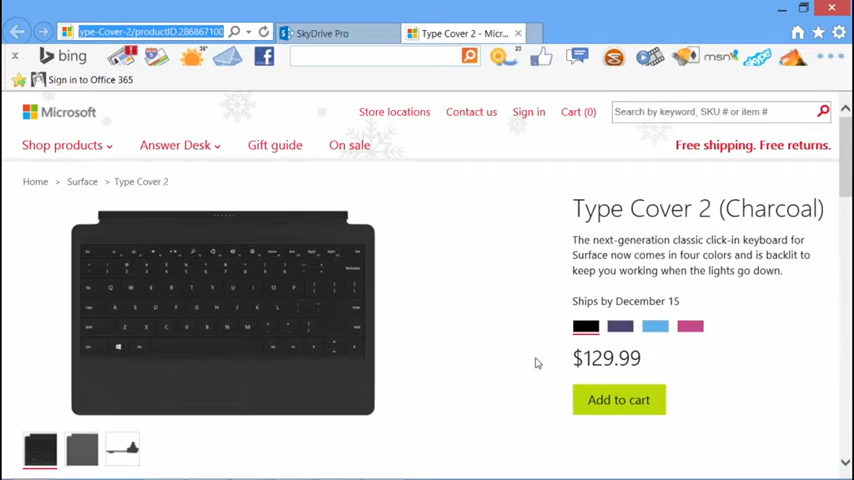 ype-Cover-2/productID.286867100
SkyDrive Pro
Type Cover 2 - Micr...
bing
23
msn
skype
Sign in to Office 365
Microsoft
Store locations
Contact us
Sign in
Cart (0)
Search by keyword, SKU # or item #
Shop products
Answer Desk
Gift guide
On sale
Free shipping. Free returns.
Home > Surface > Type Cover 2
Type Cover 2 (Charcoal)
The next-generation classic click-in keyboard for
Surface now comes in four colors and is backlit to
keep you working when the lights go down.
Ships by December 15
$129.99
Add to cart